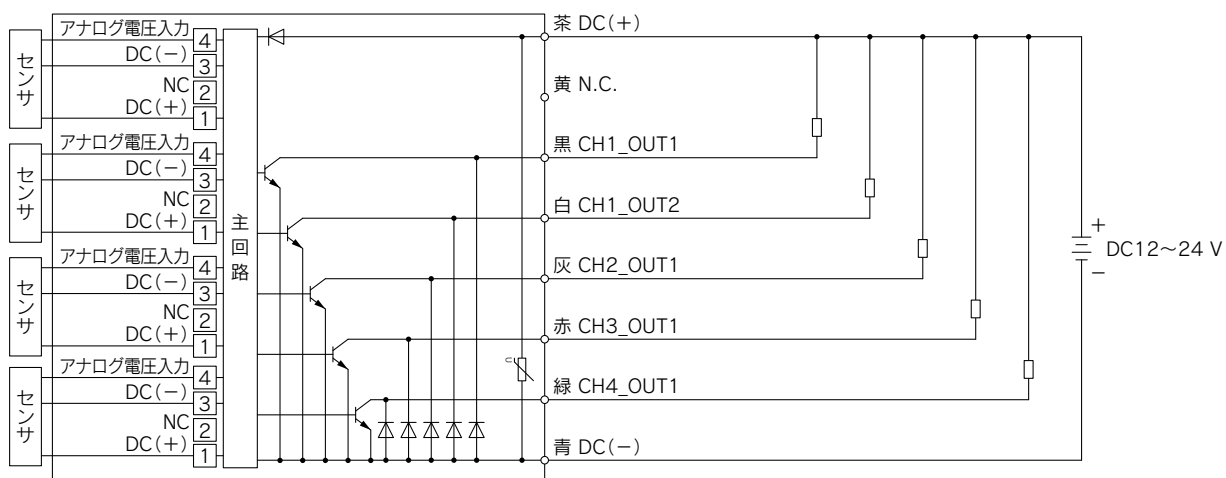 センサ
アナログ電圧入力 4
DC(−) 3
NC 2
DC(+) 1
センサ
アナログ電圧入力 4
DC(−) 3
NC 2
DC(+) 1
センサ
アナログ電圧入力 4
DC(−) 3
NC 2
DC(+) 1
センサ
アナログ電圧入力 4
DC(−) 3
NC 2
DC(+) 1
主回路
茶 DC(+)
黄 N.C.
黒 CH1_OUT1
白 CH1_OUT2
灰 CH2_OUT1
赤 CH3_OUT1
緑 CH4_OUT1
青 DC(−)
+
DC12～24 V
−